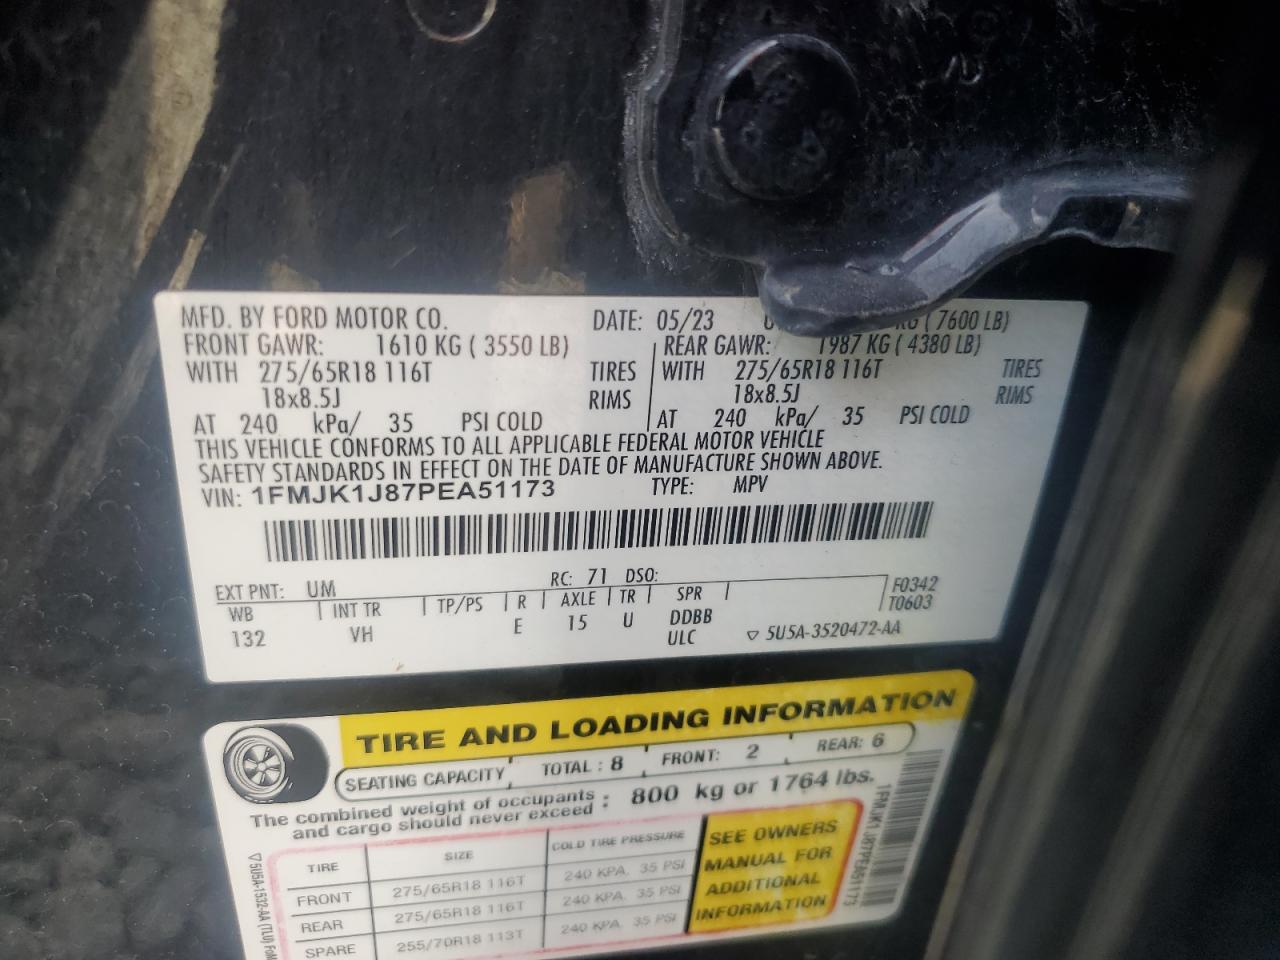 MFD. BY FORD MOTOR CO. DATE: 05/23 KG ( 7600 LB)
FRONT GAWR: 1610 KG ( 3550 LB) REAR GAWR: 1987 KG ( 4380 LB)
WITH 275/65R18 116T TIRES WITH 275/65R18 116T TIRES
18x8.5J RIMS 18x8.5J RIMS
AT 240 kPa/ 35 PSI COLD AT 240 kPa/ 35 PSI COLD
THIS VEHICLE CONFORMS TO ALL APPLICABLE FEDERAL MOTOR VEHICLE
SAFETY STANDARDS IN EFFECT ON THE DATE OF MANUFACTURE SHOWN ABOVE.
VIN: 1FMJK1J87PEA51173 TYPE: MPV
EXT PNT: UM RC: 71 DSO:
WB INT TR TP/PS R AXLE TR SPR F0342
T0603
132 VH E 15 U DDBB
ULC ▽ 5U5A-3520472-AA
TIRE AND LOADING INFORMATION
SEATING CAPACITY TOTAL : 8 FRONT: 2 REAR: 6
The combined weight of occupants
and cargo should never exceed : 800 kg or 1764 lbs.
TIRE SIZE COLD TIRE PRESSURE
FRONT 275/65R18 116T 240 KPA, 35 PSI
REAR 275/65R18 116T 240 KPA, 35 PSI
SPARE 255/70R18 113T 240 KPA, 35 PSI
SEE OWNERS
MANUAL FOR
ADDITIONAL
INFORMATION
1FMJK1J87PEA51173
▽ 5U5A-1532-AA (TLU)